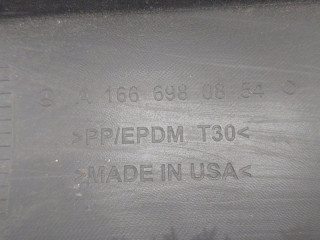 A 166 698 08 54
>PP/EPDM T30<
>MADE IN USA<